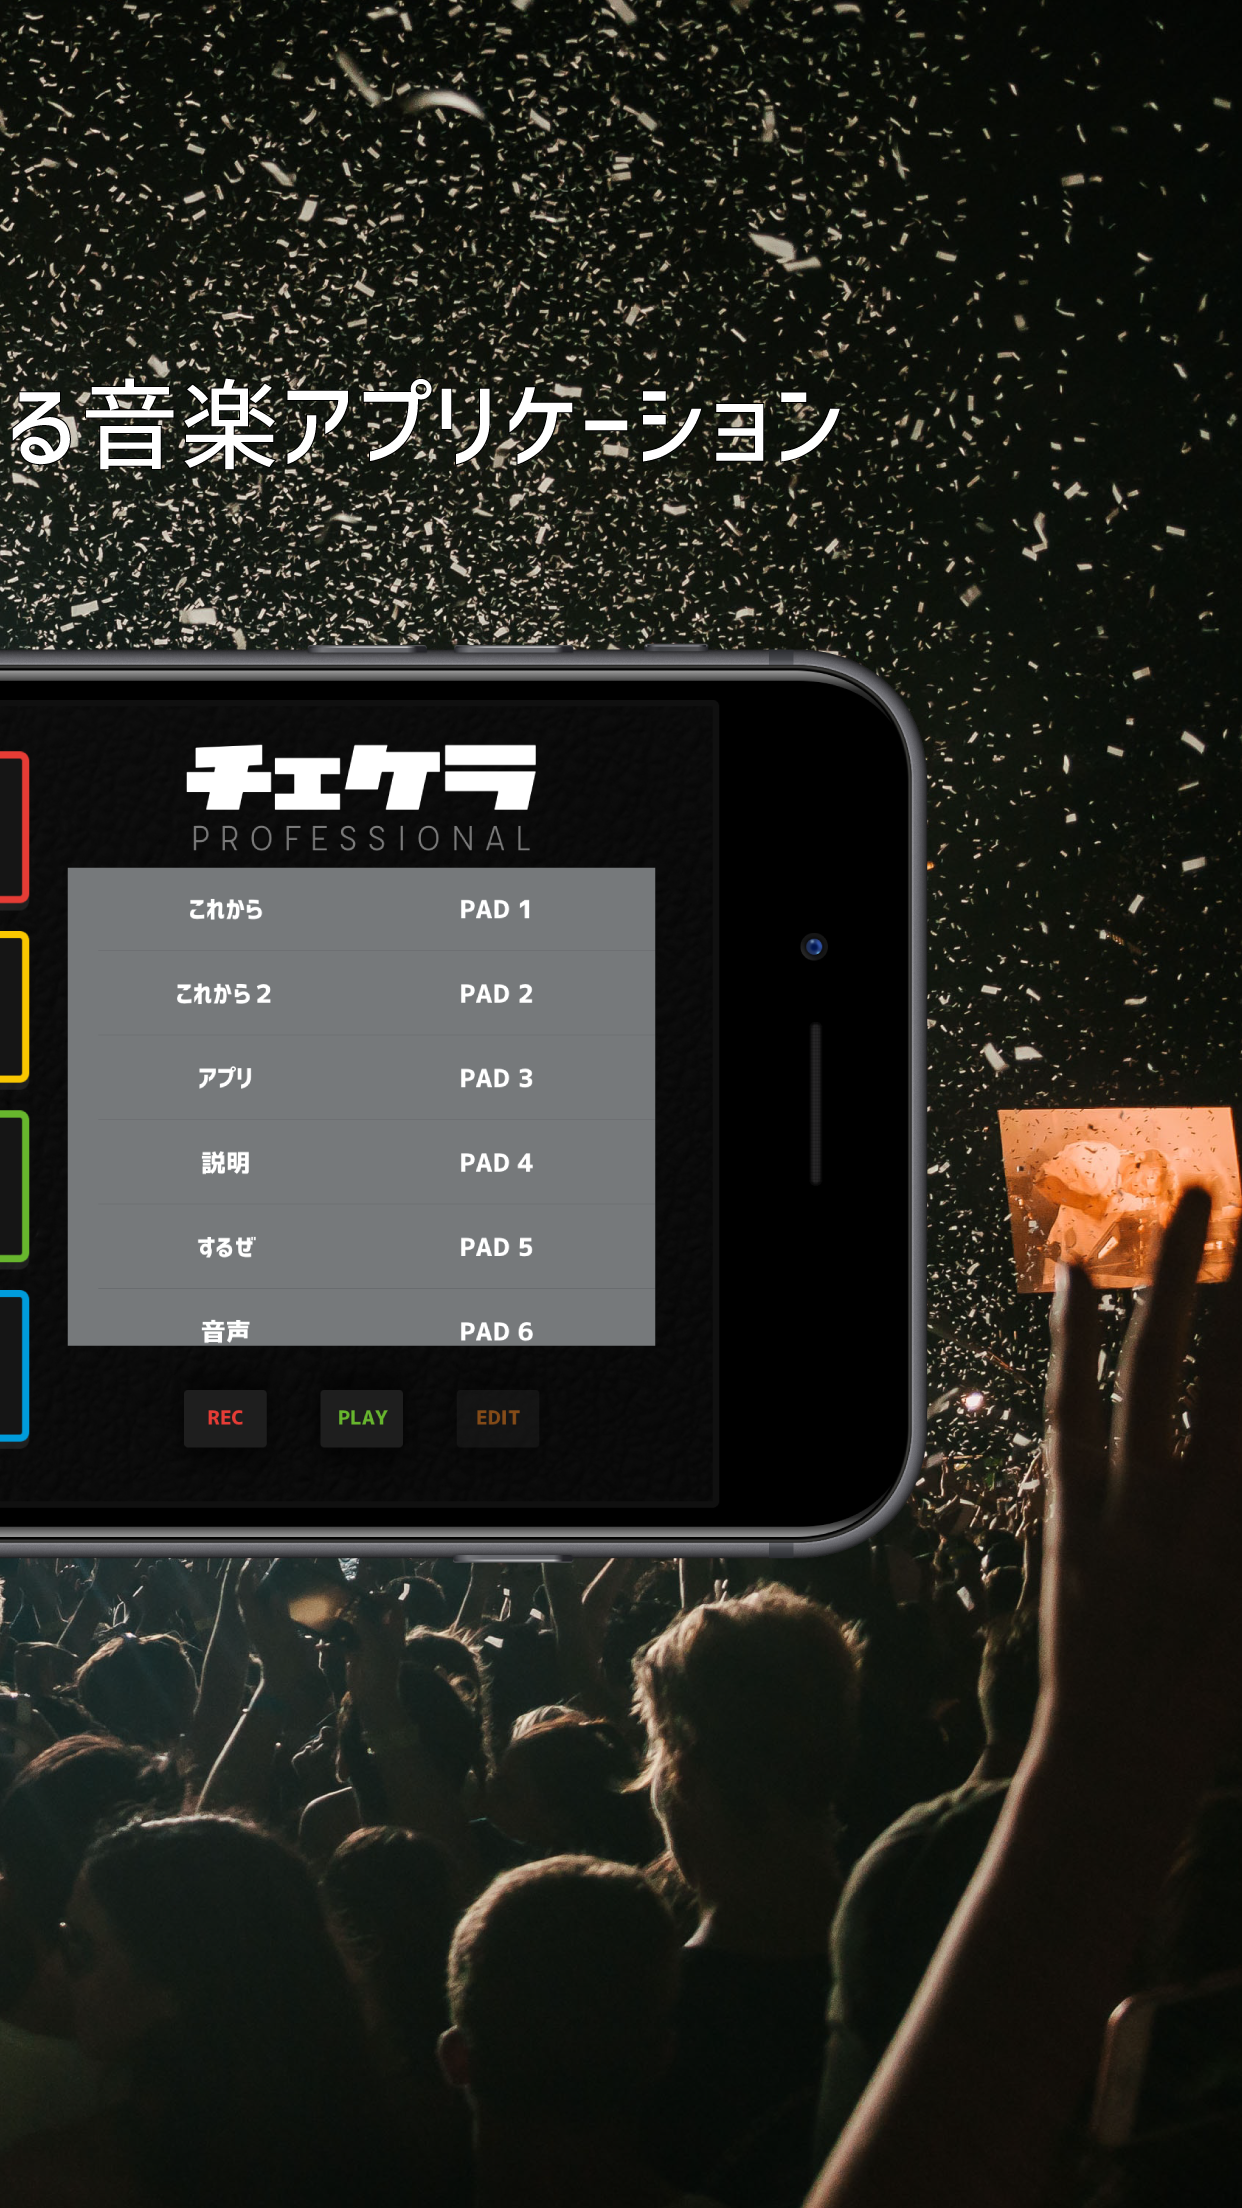 る音楽アプリケーション
チェケラ
PROFESSIONAL
これから PAD 1
これから２ PAD 2
アプリ PAD 3
説明 PAD 4
するぜ PAD 5
音声 PAD 6
REC PLAY EDIT